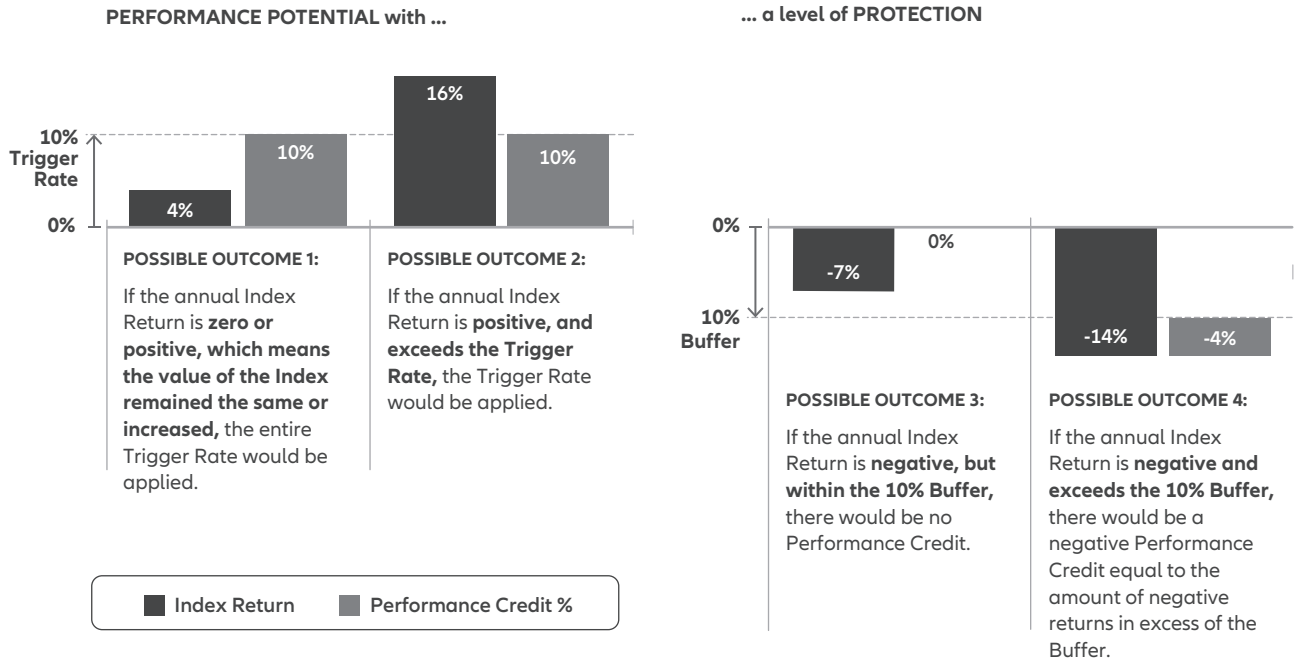 PERFORMANCE POTENTIAL with ...
10%
Trigger
Rate
0%
4%
10%
16%
10%
POSSIBLE OUTCOME 1:
If the annual Index
Return is zero or
positive, which means
the value of the Index
remained the same or
increased, the entire
Trigger Rate would be
applied.
POSSIBLE OUTCOME 2:
If the annual Index
Return is positive, and
exceeds the Trigger
Rate, the Trigger Rate
would be applied.
Index Return
Performance Credit %
... a level of PROTECTION
0%
10%
Buffer
-7%
0%
-14%
-4%
POSSIBLE OUTCOME 3:
If the annual Index
Return is negative, but
within the 10% Buffer,
there would be no
Performance Credit.
POSSIBLE OUTCOME 4:
If the annual Index
Return is negative and
exceeds the 10% Buffer,
there would be a
negative Performance
Credit equal to the
amount of negative
returns in excess of the
Buffer.